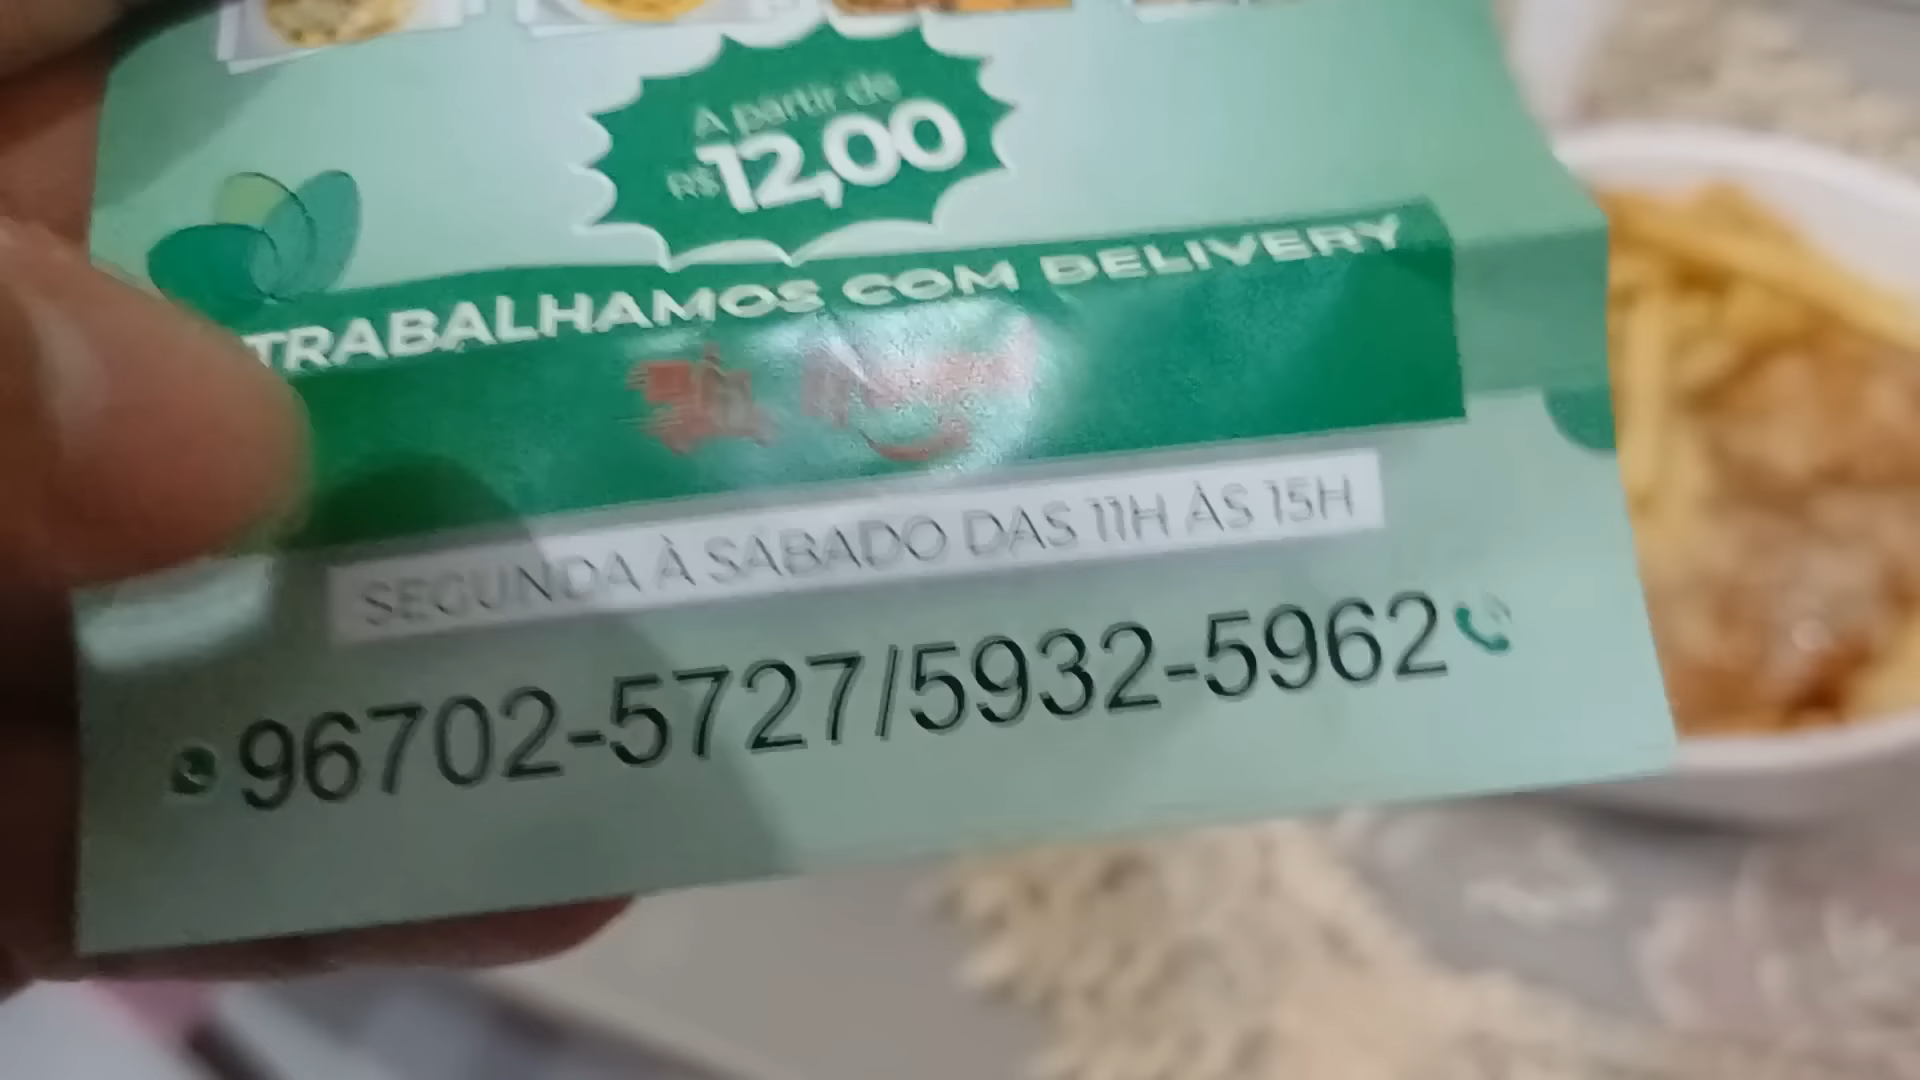 A partir de
R$12,00
TRABALHAMOS COM DELIVERY
SEGUNDA À SÁBADO DAS 11H ÀS 15H
96702-5727/5932-5962